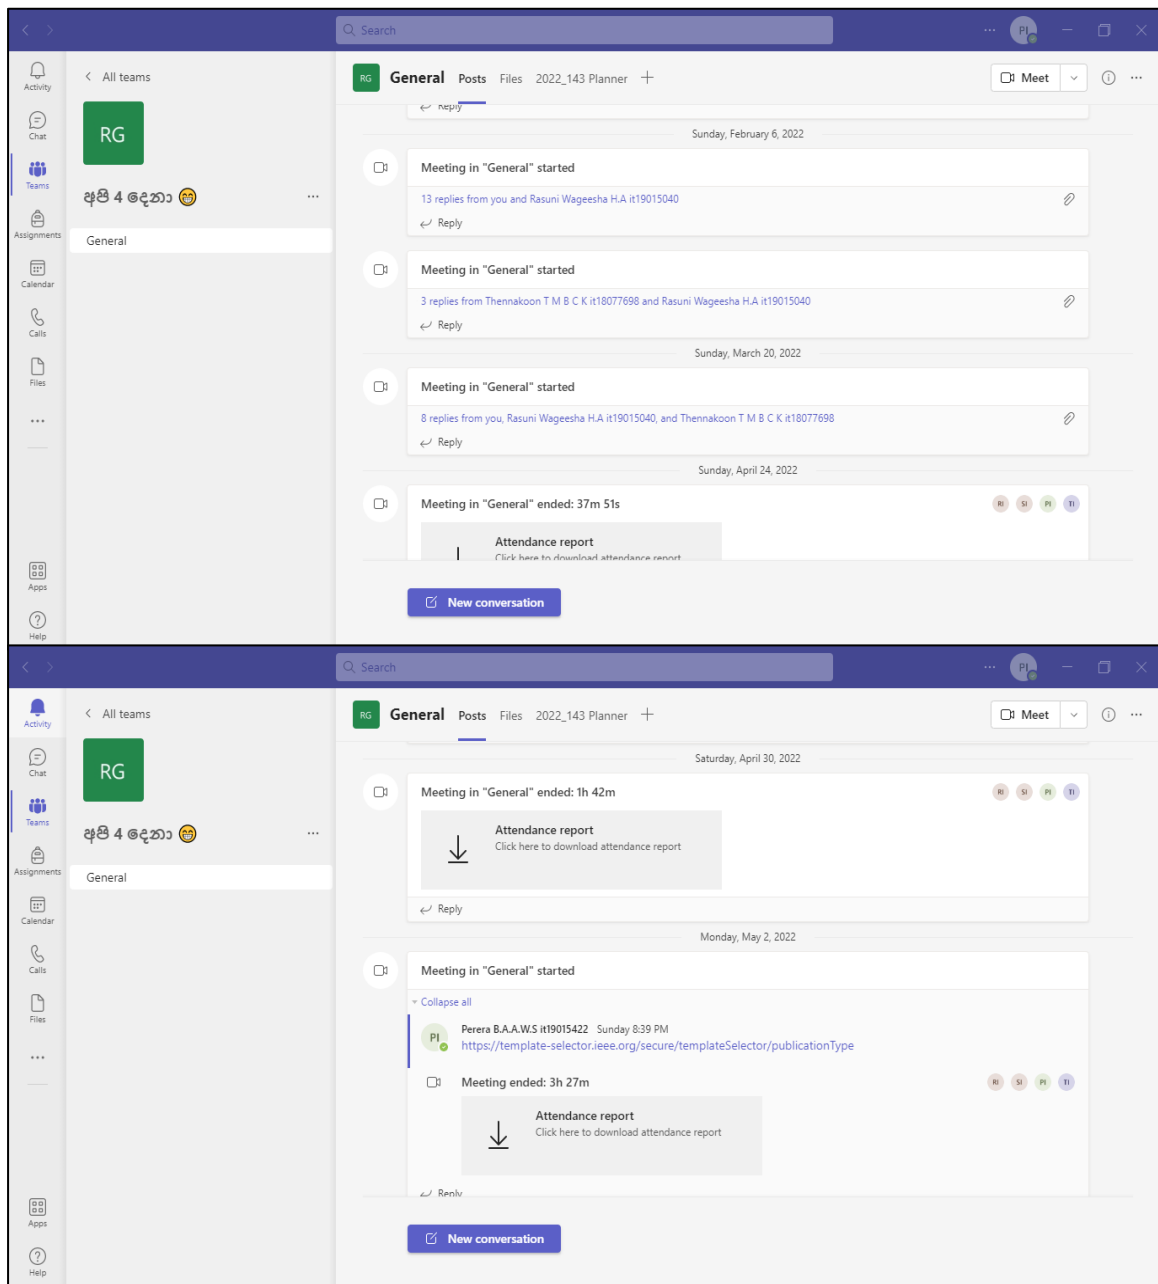 Search
PI
Activity
Chat
Teams
Assignments
Calendar
Calls
Files
Apps
Help
All teams
RG
අපි 4 දෙනා 😁
General
RG General Posts Files 2022_143 Planner
Meet
Reply
Sunday, February 6, 2022
Meeting in "General" started
13 replies from you and Rasuni Wageesha H.A it19015040
Reply
Meeting in "General" started
3 replies from Thennakoon T M B C K it18077698 and Rasuni Wageesha H.A it19015040
Reply
Sunday, March 20, 2022
Meeting in "General" started
8 replies from you, Rasuni Wageesha H.A it19015040, and Thennakoon T M B C K it18077698
Reply
Sunday, April 24, 2022
Meeting in "General" ended: 37m 51s
RI SI PI TI
Attendance report
Click here to download attendance report
New conversation
Search
PI
Activity
Chat
Teams
Assignments
Calendar
Calls
Files
Apps
Help
All teams
RG
අපි 4 දෙනා 😁
General
RG General Posts Files 2022_143 Planner
Meet
Saturday, April 30, 2022
Meeting in "General" ended: 1h 42m
RI SI PI TI
Attendance report
Click here to download attendance report
Reply
Monday, May 2, 2022
Meeting in "General" started
Collapse all
PI
Perera B.A.A.W.S it19015422 Sunday 8:39 PM
https://template-selector.ieee.org/secure/templateSelector/publicationType
Meeting ended: 3h 27m
RI SI PI TI
Attendance report
Click here to download attendance report
Reply
New conversation